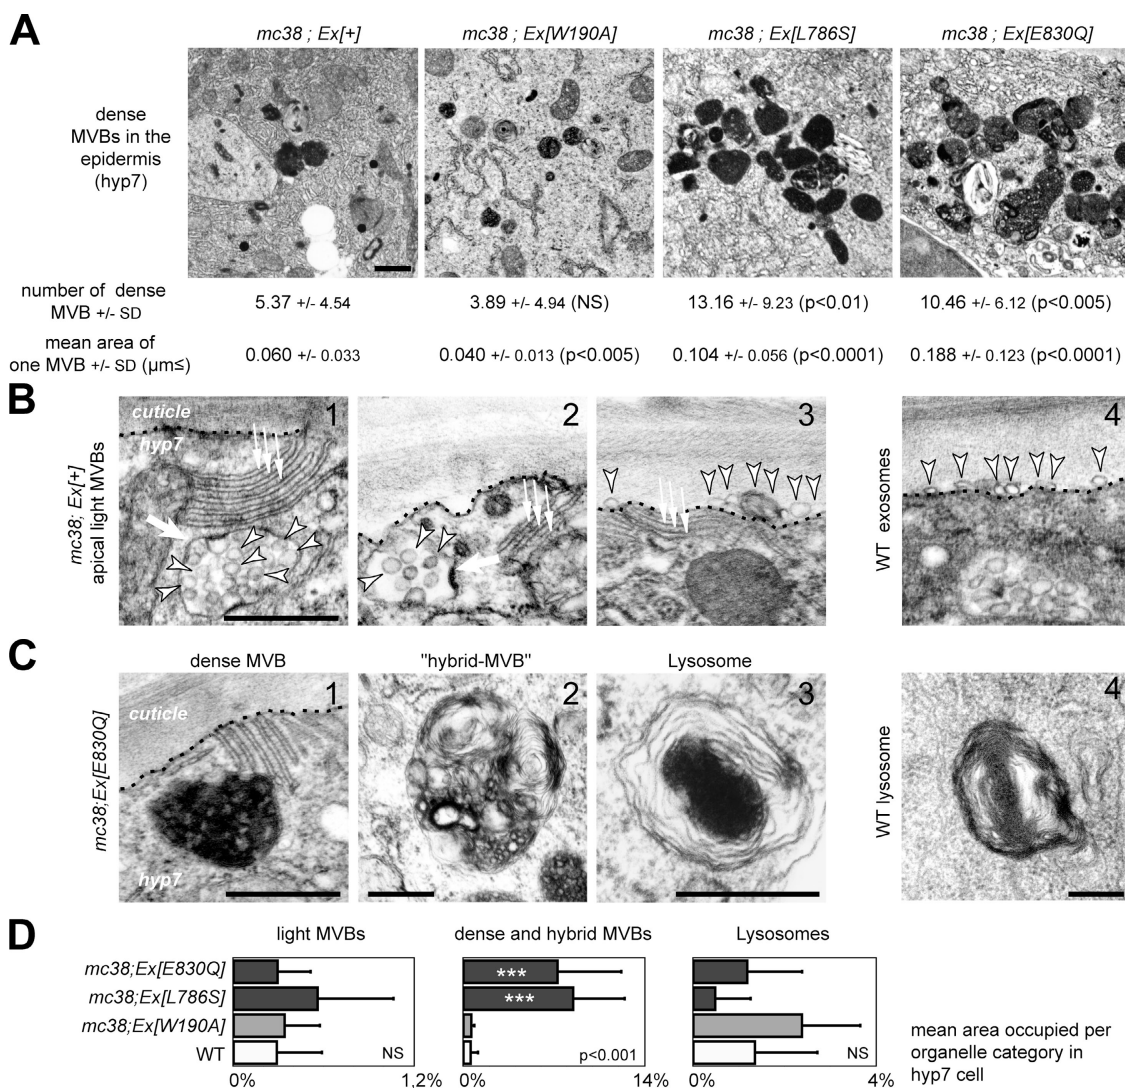 A
mc38 ; Ex[+]
mc38 ; Ex[W190A]
mc38 ; Ex[L786S]
mc38 ; Ex[E830Q]
dense
MVBs in the
epidermis
(hyp7)
number of dense
MVB +/- SD
5.37 +/- 4.54
3.89 +/- 4.94 (NS)
13.16 +/- 9.23 (p<0.01)
10.46 +/- 6.12 (p<0.005)
mean area of
one MVB +/- SD (µm≤)
0.060 +/- 0.033
0.040 +/- 0.013 (p<0.005)
0.104 +/- 0.056 (p<0.0001)
0.188 +/- 0.123 (p<0.0001)
B
mc38; Ex[+]
apical light MVBs
cuticle
hyp7
1
2
3
WT exosomes
4
C
dense MVB
"hybrid-MVB"
Lysosome
mc38;Ex[E830Q]
cuticle
hyp7
1
2
3
WT lysosome
4
D
light MVBs
dense and hybrid MVBs
Lysosomes
mc38;Ex[E830Q]
mc38;Ex[L786S]
mc38;Ex[W190A]
WT
NS
0%
1,2%
***
***
p<0.001
0%
14%
NS
0%
4%
mean area occupied per
organelle category in
hyp7 cell